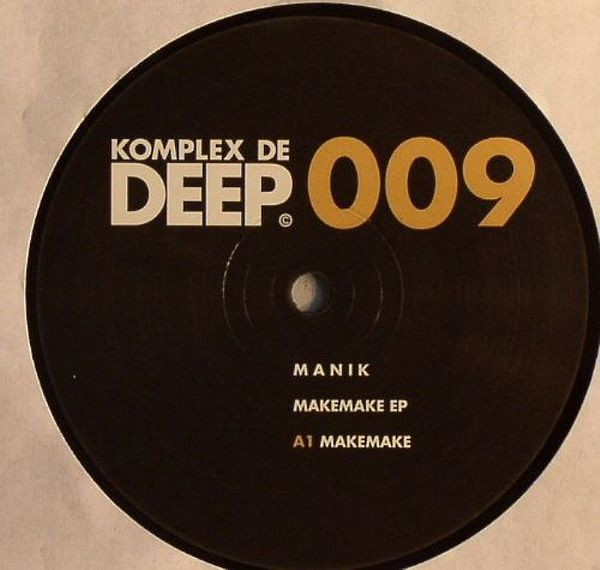 KOMPLEX DE
DEEP © 009
MANIK
MAKEMAKE EP
A1 MAKEMAKE